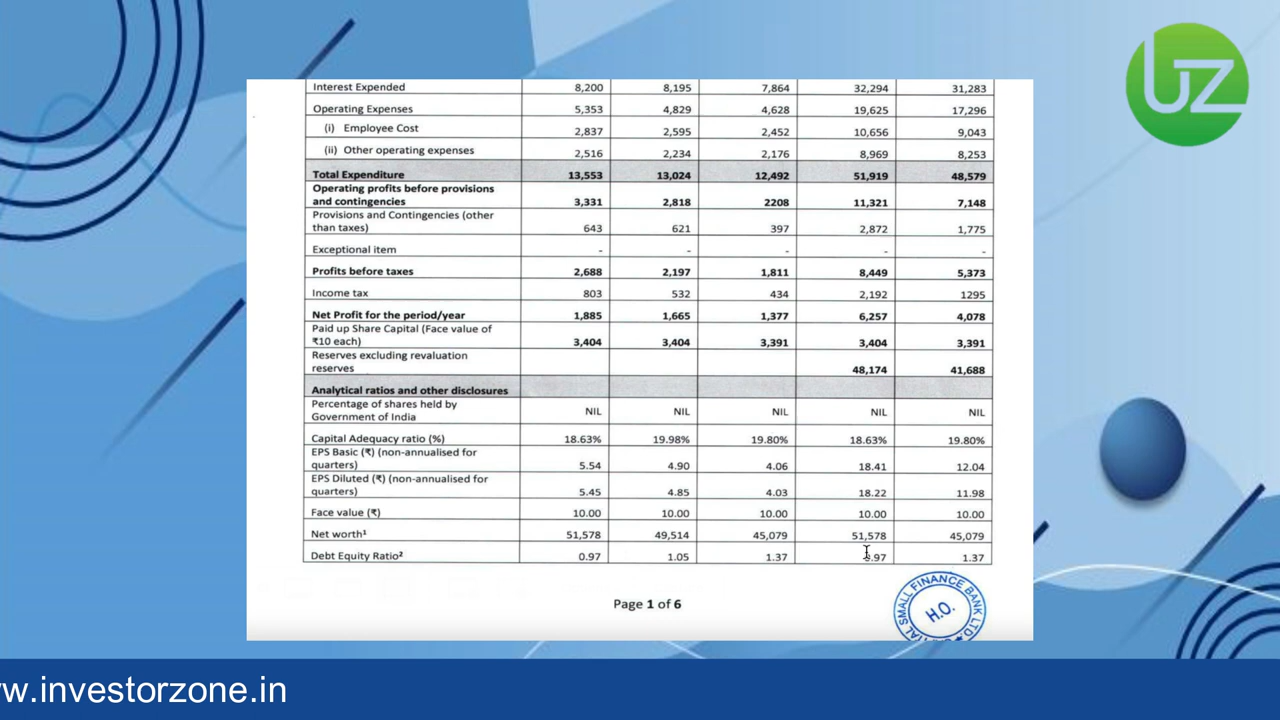 UZ
Interest Expended 8,200 8,195 7,864 32,294 31,283
Operating Expenses 5,353 4,829 4,628 19,625 17,296
(i) Employee Cost 2,837 2,595 2,452 10,656 9,043
(ii) Other operating expenses 2,516 2,234 2,176 8,969 8,253
Total Expenditure 13,553 13,024 12,492 51,919 48,579
Operating profits before provisions
and contingencies 3,331 2,818 2208 11,321 7,148
Provisions and Contingencies (other
than taxes) 643 621 397 2,872 1,775
Exceptional item - - - - -
Profits before taxes 2,688 2,197 1,811 8,449 5,373
Income tax 803 532 434 2,192 1295
Net Profit for the period/year 1,885 1,665 1,377 6,257 4,078
Paid up Share Capital (Face value of
₹10 each) 3,404 3,404 3,391 3,404 3,391
Reserves excluding revaluation
reserves 48,174 41,688
Analytical ratios and other disclosures
Percentage of shares held by
Government of India NIL NIL NIL NIL NIL
Capital Adequacy ratio (%) 18.63% 19.98% 19.80% 18.63% 19.80%
EPS Basic (₹) (non-annualised for
quarters) 5.54 4.90 4.06 18.41 12.04
EPS Diluted (₹) (non-annualised for
quarters) 5.45 4.85 4.03 18.22 11.98
Face value (₹) 10.00 10.00 10.00 10.00 10.00
Net worth¹ 51,578 49,514 45,079 51,578 45,079
Debt Equity Ratio² 0.97 1.05 1.37 0.97 1.37
Page 1 of 6
SMALL FINANCE BANK LTD.
H.O.
w.investorzone.in